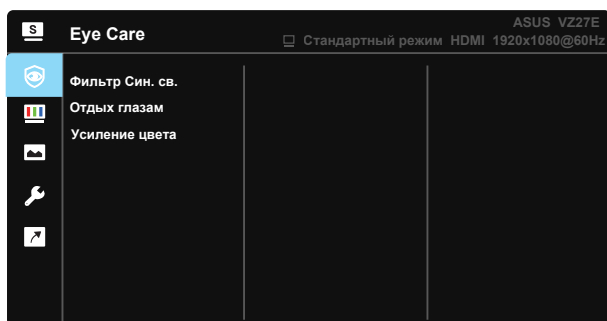 S
Eye Care
ASUS VZ27E
Стандартный режим HDMI 1920x1080@60Hz
Фильтр Син. св.
Отдых глазам
Усиление цвета